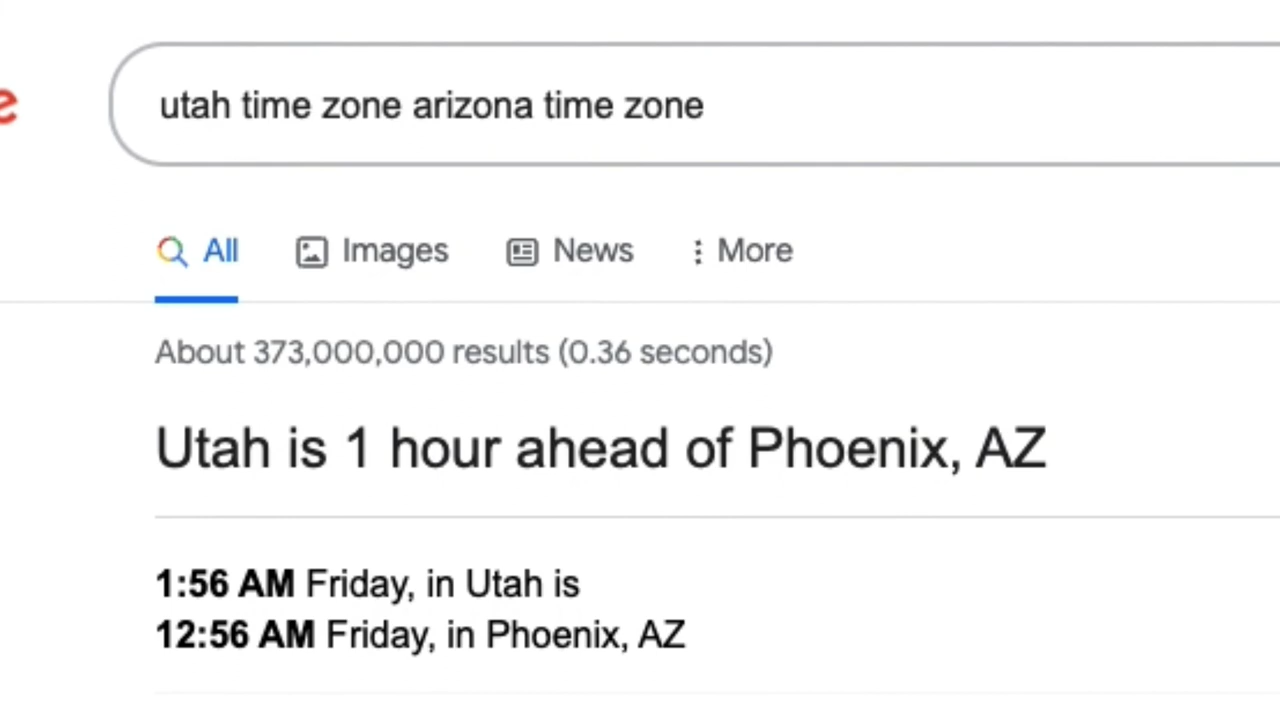 e
utah time zone arizona time zone
All Images News More
About 373,000,000 results (0.36 seconds)
Utah is 1 hour ahead of Phoenix, AZ
1:56 AM Friday, in Utah is
12:56 AM Friday, in Phoenix, AZ